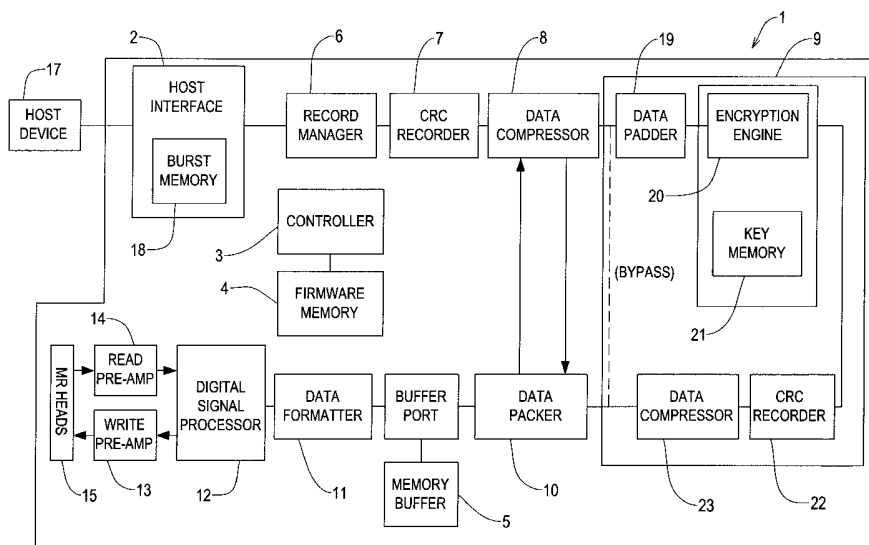 1
2
6
7
8
19
9
17
HOST
DEVICE
HOST
INTERFACE
BURST
MEMORY
18
RECORD
MANAGER
CRC
RECORDER
DATA
COMPRESSOR
DATA
PADDER
ENCRYPTION
ENGINE
20
KEY
MEMORY
21
CONTROLLER
3
FIRMWARE
MEMORY
4
(BYPASS)
14
MR HEADS
15
READ
PRE-AMP
WRITE
PRE-AMP
13
DIGITAL
SIGNAL
PROCESSOR
12
DATA
FORMATTER
11
BUFFER
PORT
MEMORY
BUFFER
5
DATA
PACKER
10
DATA
COMPRESSOR
23
CRC
RECORDER
22